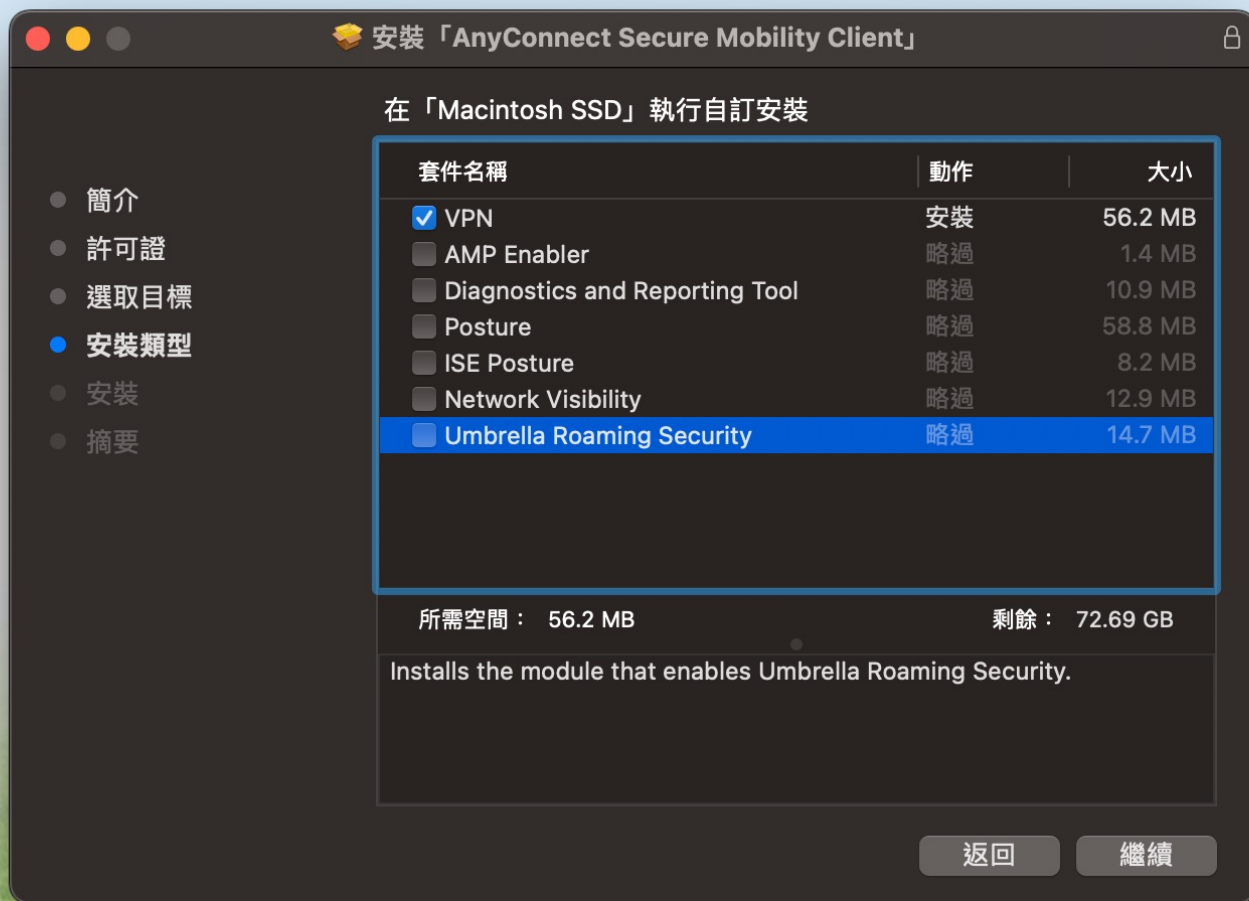 安裝「AnyConnect Secure Mobility Client」
在「Macintosh SSD」執行自訂安裝
簡介
許可證
選取目標
安裝類型
安裝
摘要
套件名稱 動作 大小
VPN 安裝 56.2 MB
AMP Enabler 略過 1.4 MB
Diagnostics and Reporting Tool 略過 10.9 MB
Posture 略過 58.8 MB
ISE Posture 略過 8.2 MB
Network Visibility 略過 12.9 MB
Umbrella Roaming Security 略過 14.7 MB
所需空間： 56.2 MB 剩餘： 72.69 GB
Installs the module that enables Umbrella Roaming Security.
返回 繼續